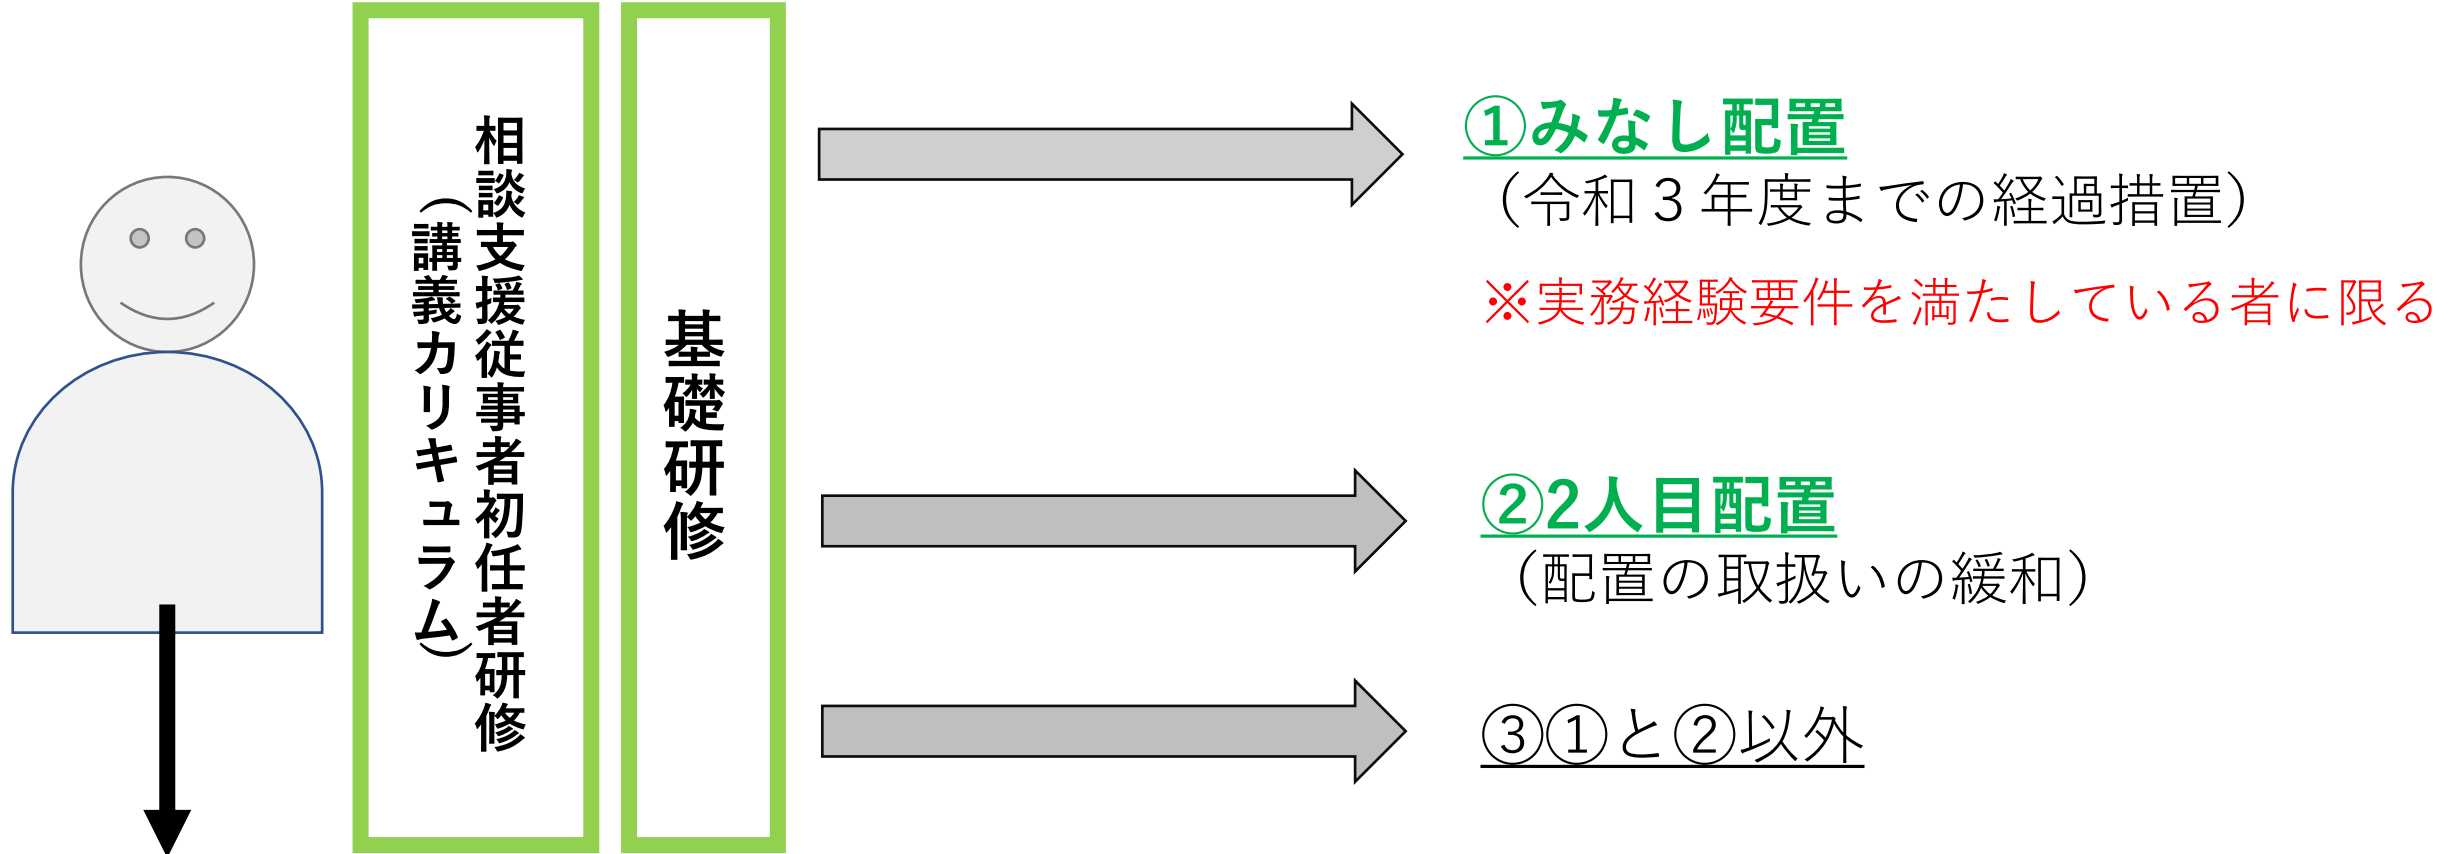 相談支援従事者初任者研修
（講義カリキュラム）
基礎研修
①みなし配置
（令和３年度までの経過措置）
※実務経験要件を満たしている者に限る
②2人目配置
（配置の取扱いの緩和）
③①と②以外